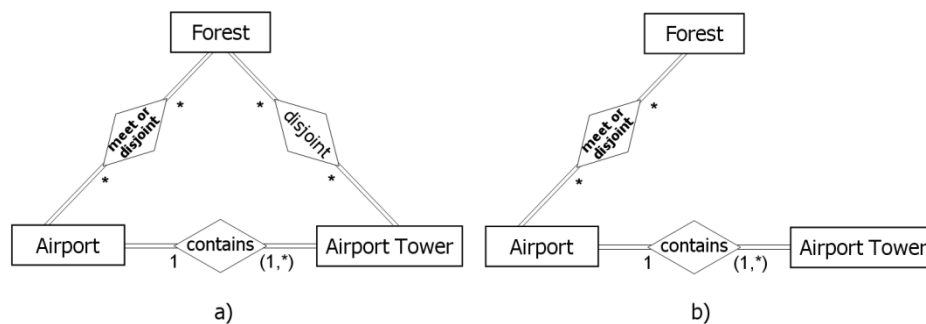 Forest
*
meet or
disjoint
*
*
disjoint
*
Airport
1
contains
(1,*)
Airport Tower
a)
Forest
*
meet or
disjoint
*
Airport
1
contains
(1,*)
Airport Tower
b)